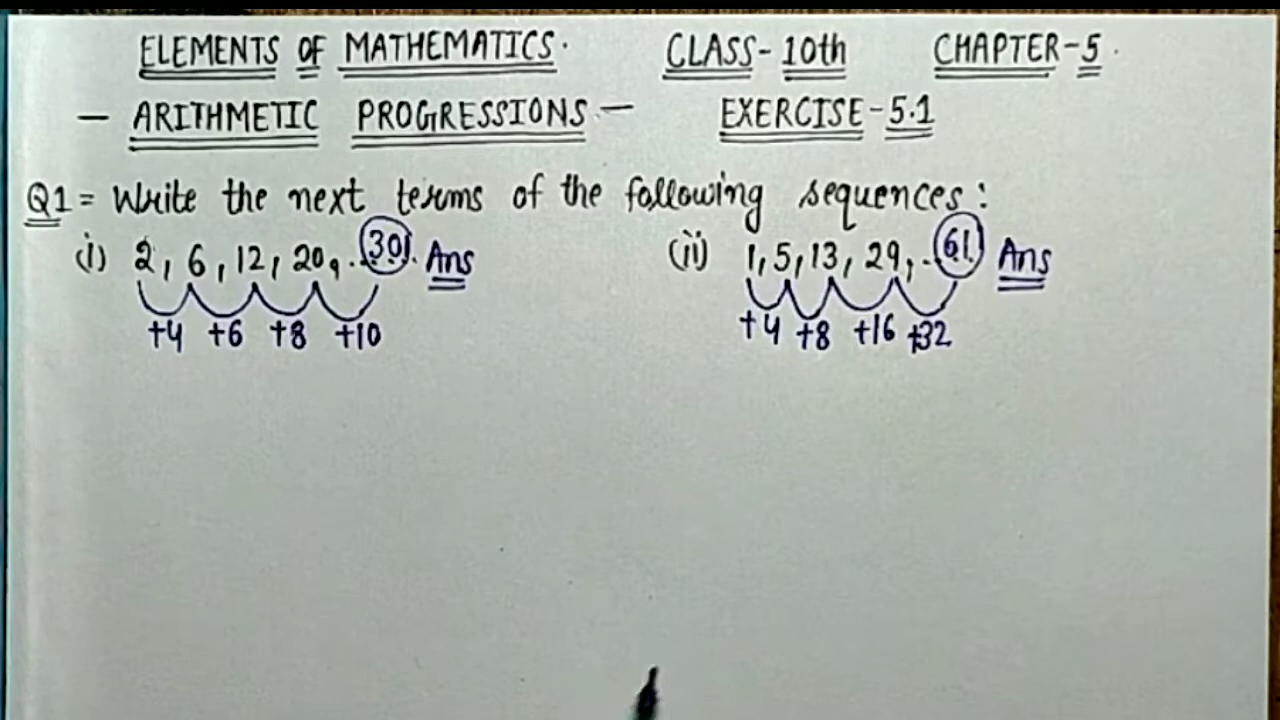 ELEMENTS OF MATHEMATICS. CLASS-10th CHAPTER-5.
— ARITHMETIC PROGRESSIONS — EXERCISE-5.1
Q1= Write the next terms of the following sequences:
(i) 2, 6, 12, 20, ..30.. Ans (ii) 1, 5, 13, 29, ..61. Ans
+4 +6 +8 +10 +4 +8 +16 +32